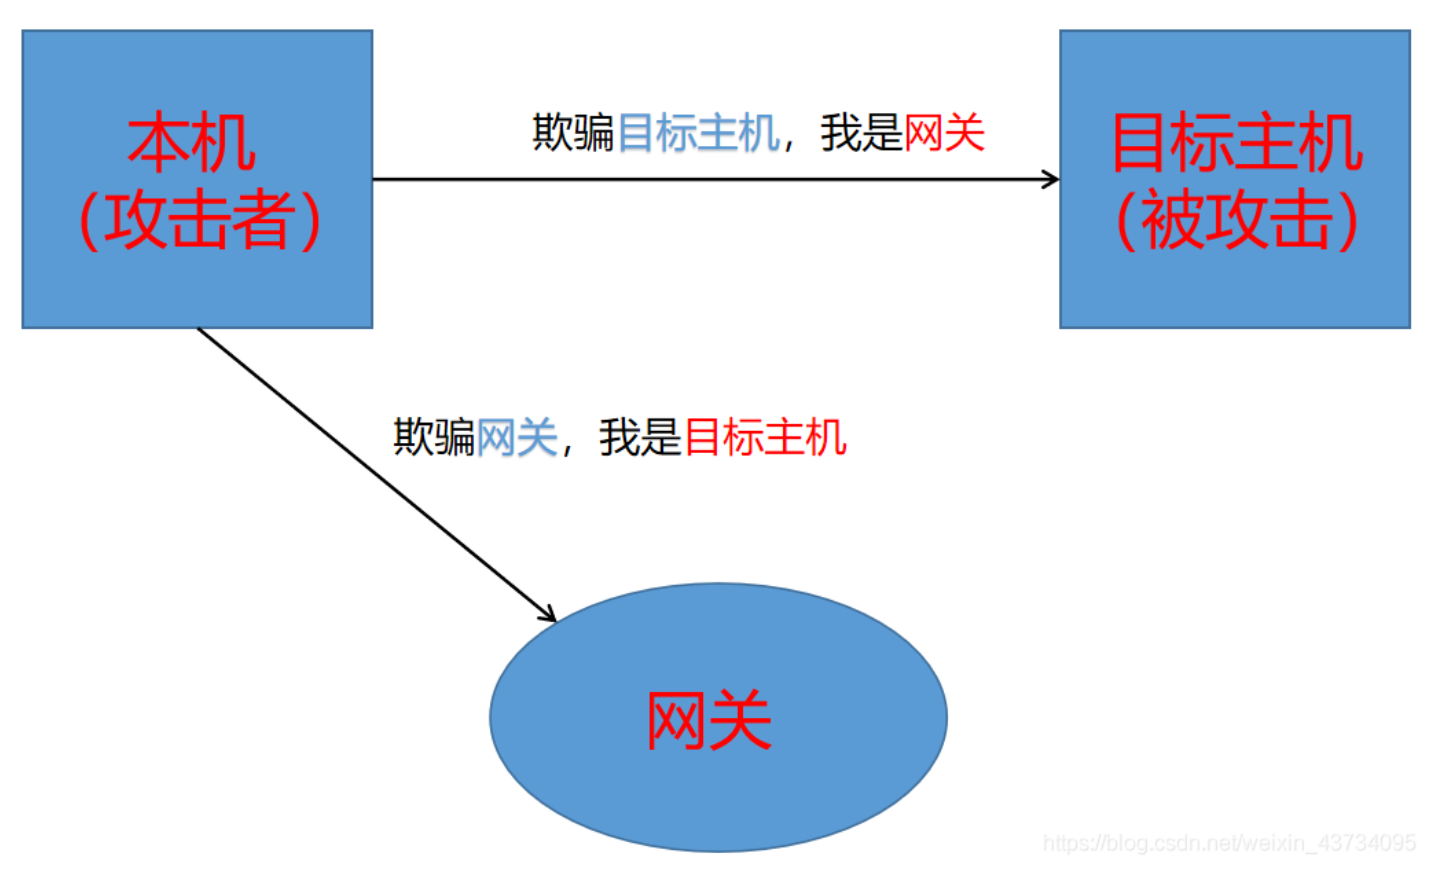 本机
（攻击者）
欺骗目标主机，我是网关
目标主机
（被攻击）
欺骗网关，我是目标主机
网关
https://blog.csdn.net/weixin_43734095